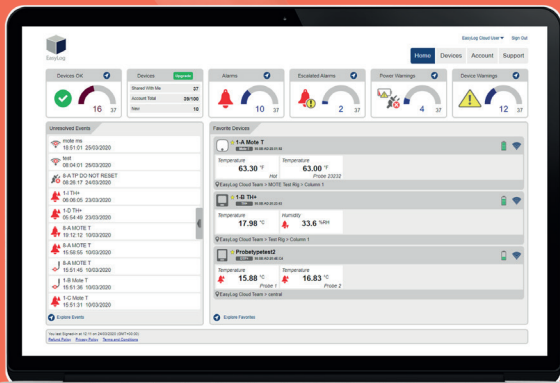 EasyLog Cloud User Sign Out
EasyLog
Home Devices Account Support
Devices OK
16 37
Devices Upgrade
Shared With Me 37
Account Total 39/100
New 10
Alarms
10 37
Escalated Alarms
2 37
Power Warnings
4 37
Device Warnings
12 37
Unresolved Events
mote me
18:51:01 25/03/2020
test
08:04:01 25/03/2020
8-A TP DO NOT RESET
08:26:17 24/03/2020
1-I TH+
06:06:05 23/03/2020
1-D TH+
05:54:49 23/03/2020
8-A MOTE T
19:12:12 10/03/2020
8-A MOTE T
15:58:55 10/03/2020
8-A MOTE T
15:51:45 10/03/2020
1-B Mote T
15:51:36 10/03/2020
1-C Mote T
15:51:31 10/03/2020
Explore Events
Favorite Devices
1-A Mote T
Temperature
63.30 °C
Hot
Temperature
63.00 °C
Probe 23232
EasyLog Cloud Team > MOTE Test Rig > Column 1
1-B TH+
Temperature
17.98 °C
Humidity
33.6 %RH
EasyLog Cloud Team > Test Rig > Column 1
Probetypetest2
Temperature
15.88 °C
Probe 1
Temperature
16.83 °C
Probe 2
EasyLog Cloud Team > central
Explore Favorites
Refund Policy Privacy Policy Terms and Conditions